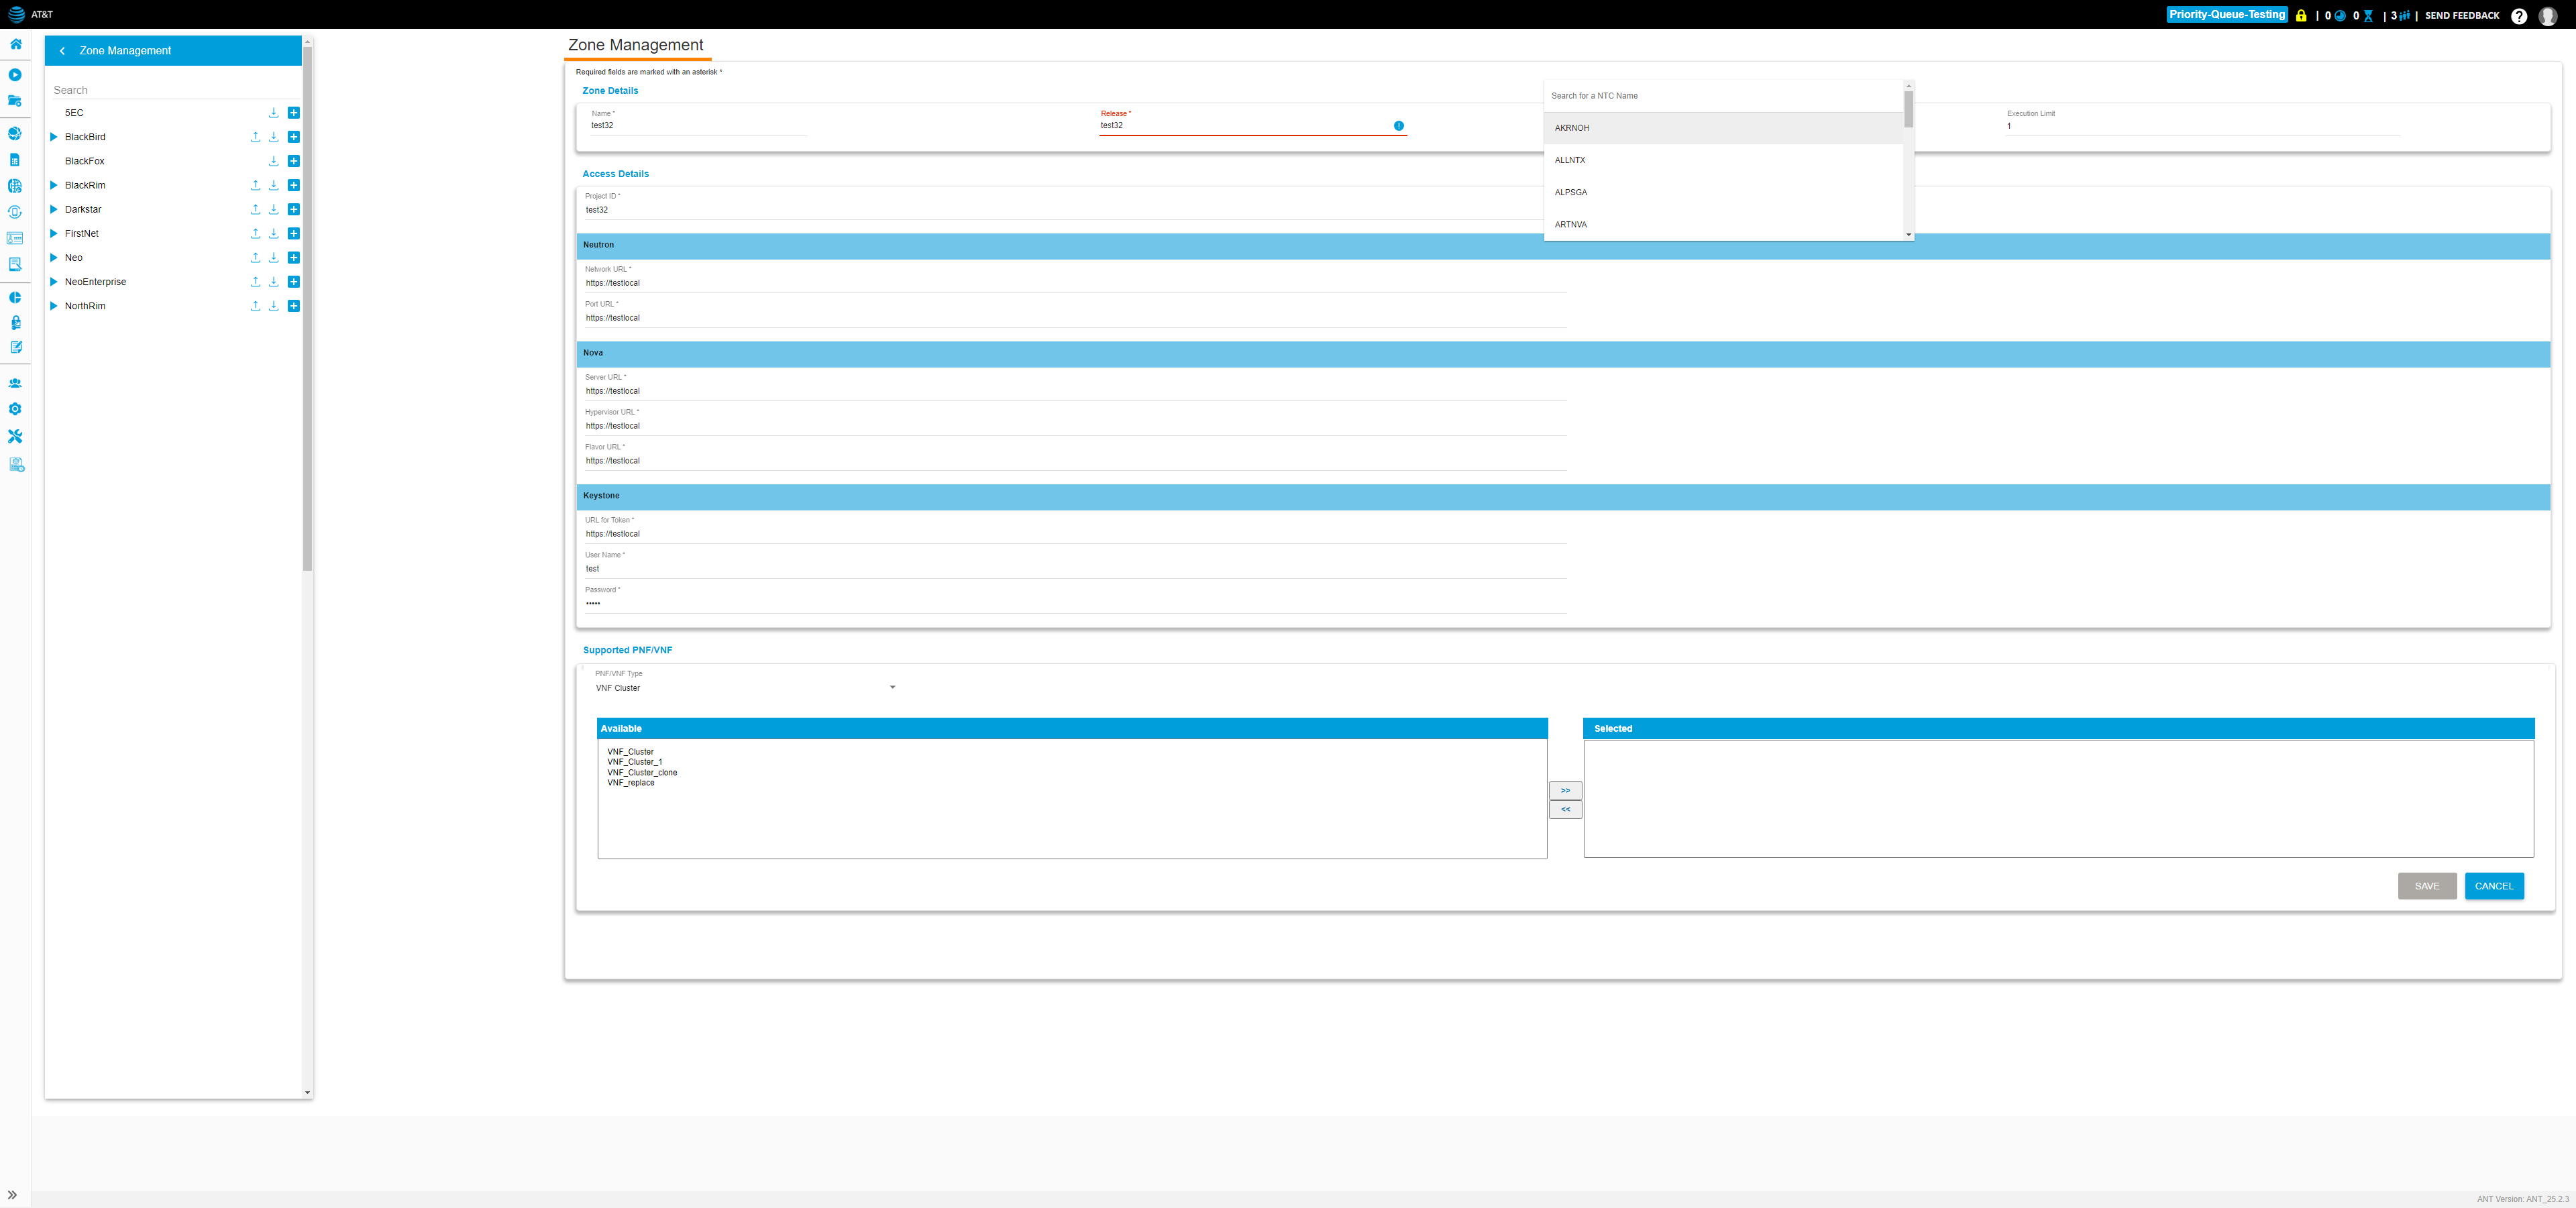 AT&T
Priority-Queue-Testing | 0 0 | 3 | SEND FEEDBACK ?
Zone Management
Search
5EC
BlackBird
BlackFox
BlackRim
Darkstar
FirstNet
Neo
NeoEnterprise
NorthRim
Zone Management
Required fields are marked with an asterisk *
Zone Details
Name *
test32
Release *
test32
Search for a NTC Name
AKRNOH
ALLNTX
ALPSGA
ARTNVA
Execution Limit
1
Access Details
Project ID *
test32
Neutron
Network URL *
https://testlocal
Port URL *
https://testlocal
Nova
Server URL *
https://testlocal
Hypervisor URL *
https://testlocal
Flavor URL *
https://testlocal
Keystone
URL for Token *
https://testlocal
User Name *
test
Password *
•••••
Supported PNF/VNF
PNF/VNF Type
VNF Cluster
Available
VNF_Cluster
VNF_Cluster_1
VNF_Cluster_clone
VNF_replace
>>
<<
Selected
SAVE CANCEL
ANT Version: ANT_25.2.3